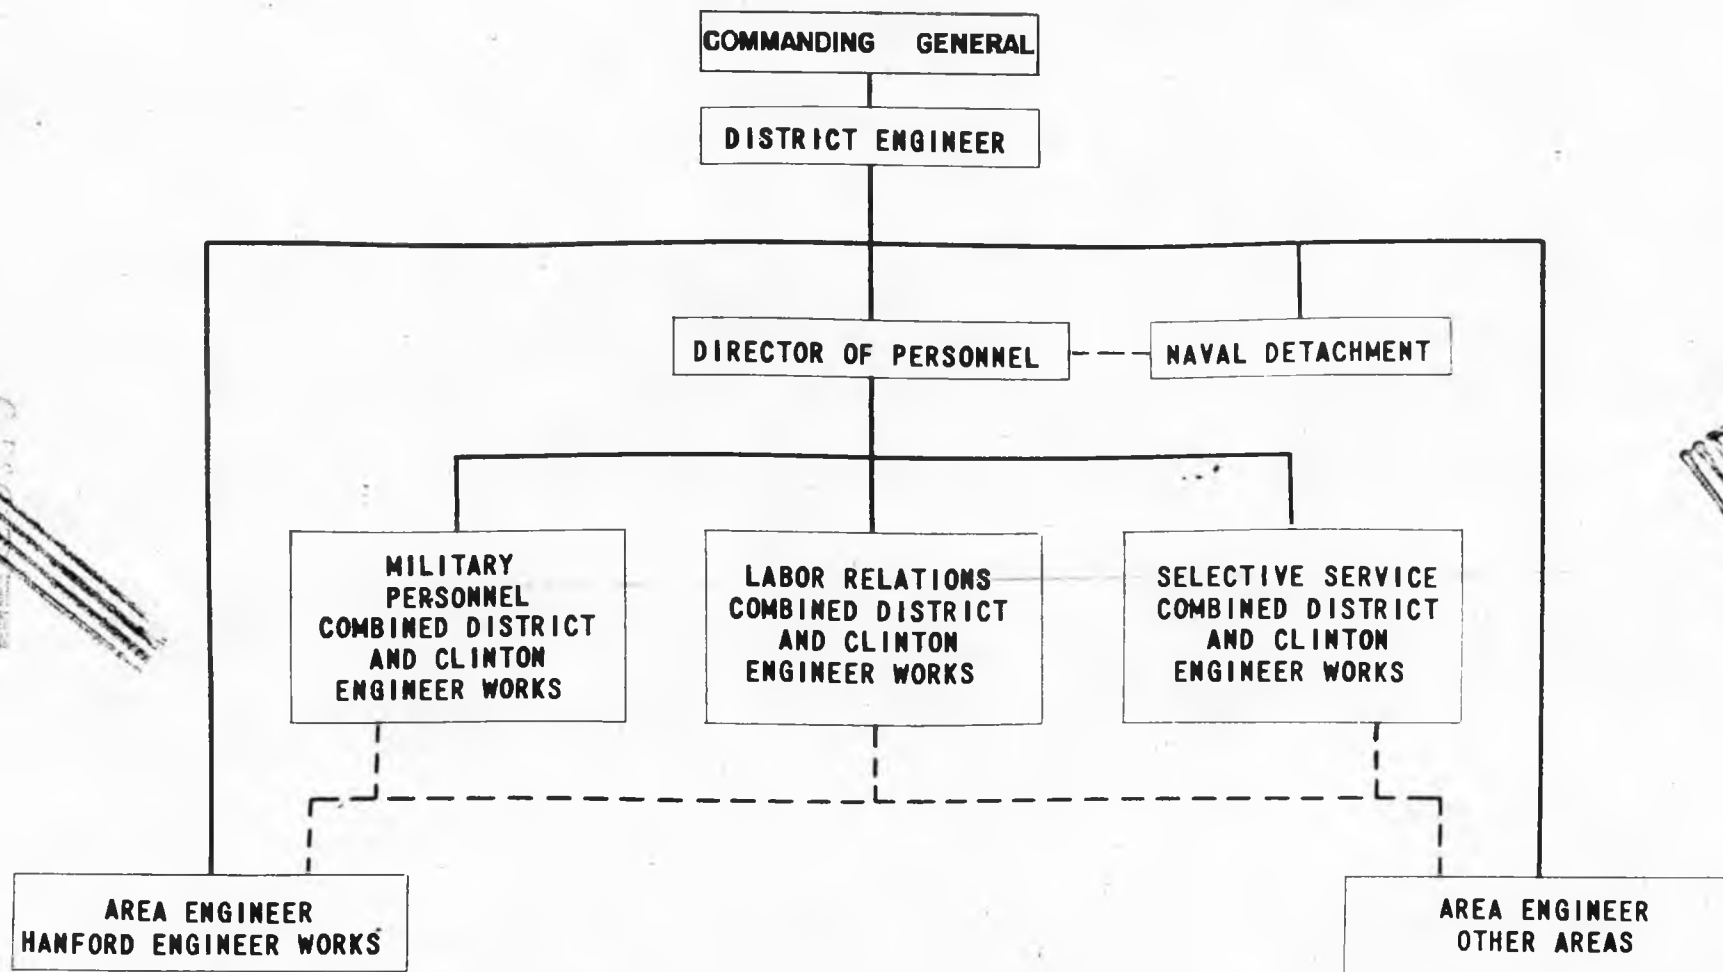 COMMANDING GENERAL
DISTRICT ENGINEER
DIRECTOR OF PERSONNEL
NAVAL DETACHMENT
MILITARY
PERSONNEL
COMBINED DISTRICT
AND CLINTON
ENGINEER WORKS
LABOR RELATIONS
COMBINED DISTRICT
AND CLINTON
ENGINEER WORKS
SELECTIVE SERVICE
COMBINED DISTRICT
AND CLINTON
ENGINEER WORKS
AREA ENGINEER
HANFORD ENGINEER WORKS
AREA ENGINEER
OTHER AREAS